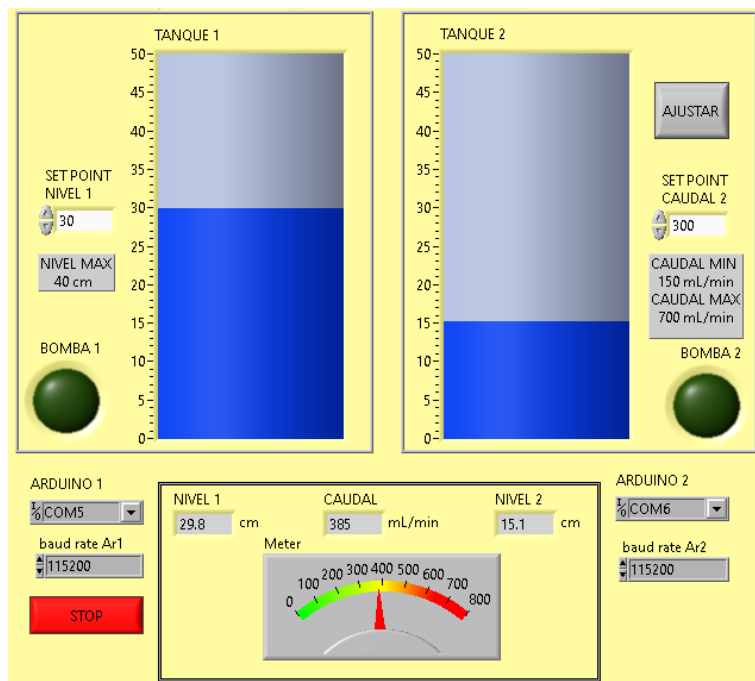 TANQUE 1
50-
45-
40-
35-
30-
25-
20-
15-
10-
5-
0-
SET POINT
NIVEL 1
30
NIVEL MAX
40 cm
BOMBA 1
TANQUE 2
50-
45-
40-
35-
30-
25-
20-
15-
10-
5-
0-
AJUSTAR
SET POINT
CAUDAL 2
300
CAUDAL MIN
150 mL/min
CAUDAL MAX
700 mL/min
BOMBA 2
ARDUINO 1
I/O COM5
baud rate Ar1
115200
STOP
NIVEL 1
29.8 cm
CAUDAL
385 mL/min
NIVEL 2
15.1 cm
Meter
0 100 200 300 400 500 600 700 800
ARDUINO 2
I/O COM6
baud rate Ar2
115200